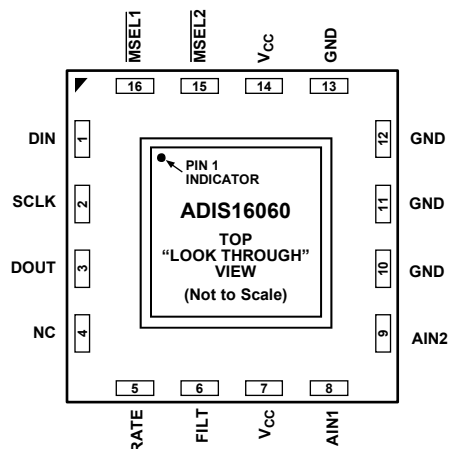 MSEL1
MSEL2
VCC
GND
16
15
14
13
DIN
1
12
GND
PIN 1
INDICATOR
SCLK
2
ADIS16060
11
GND
TOP
"LOOK THROUGH"
VIEW
(Not to Scale)
DOUT
3
10
GND
NC
4
9
AIN2
5
6
7
8
RATE
FILT
VCC
AIN1